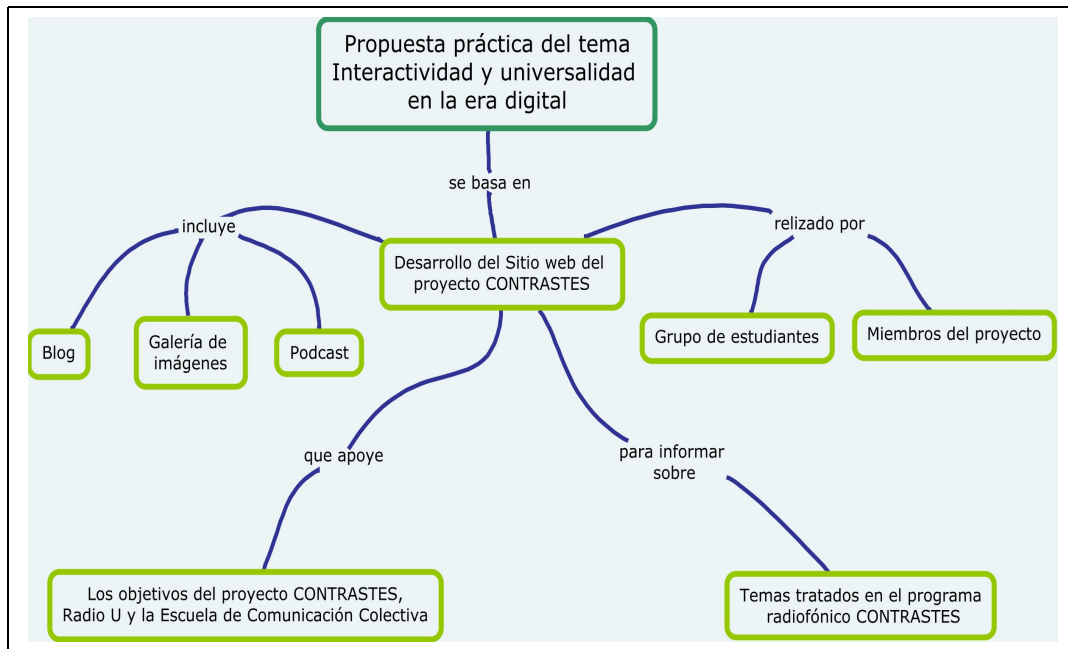 Propuesta práctica del tema
Interactividad y universalidad
en la era digital
se basa en
incluye
relizado por
Desarrollo del Sitio web del
proyecto CONTRASTES
Blog
Galería de
imágenes
Podcast
Grupo de estudiantes
Miembros del proyecto
que apoye
para informar
sobre
Los objetivos del proyecto CONTRASTES,
Radio U y la Escuela de Comunicación Colectiva
Temas tratados en el programa
radiofónico CONTRASTES